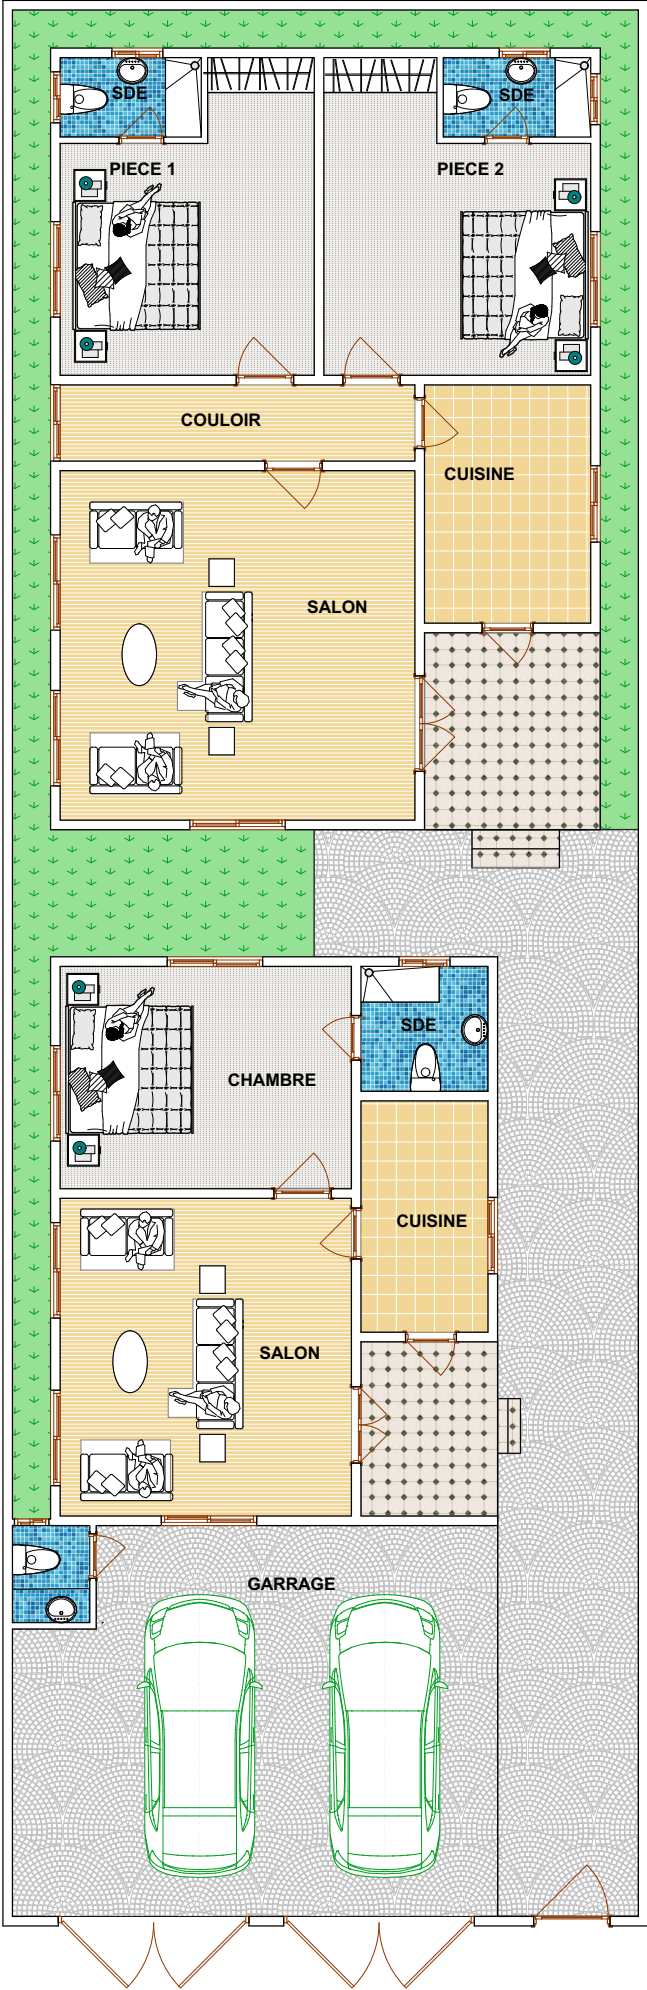 SDE
SDE
PIECE 1
PIECE 2
COULOIR
CUISINE
SALON
SDE
CHAMBRE
CUISINE
SALON
GARRAGE